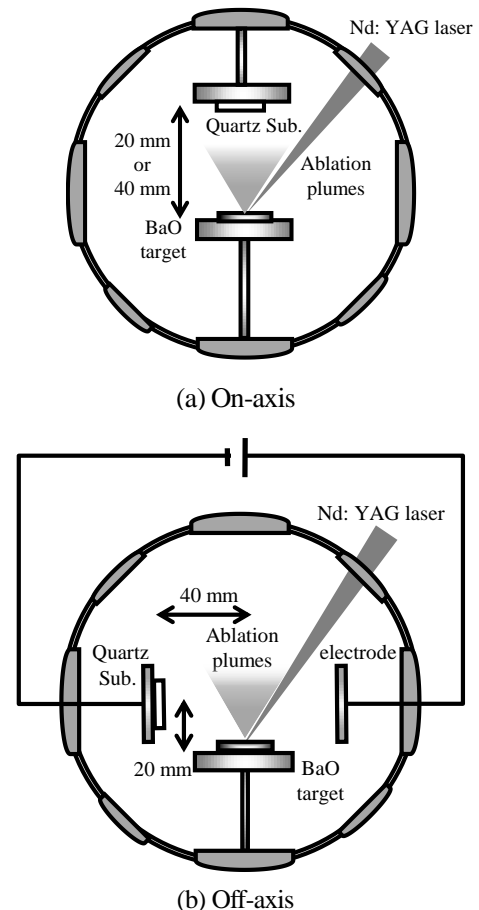 Nd: YAG laser
Quartz Sub.
20 mm
or
40 mm
Ablation
plumes
BaO
target
(a) On-axis
Nd: YAG laser
40 mm
Ablation
plumes
Quartz
Sub.
electrode
20 mm
BaO
target
(b) Off-axis